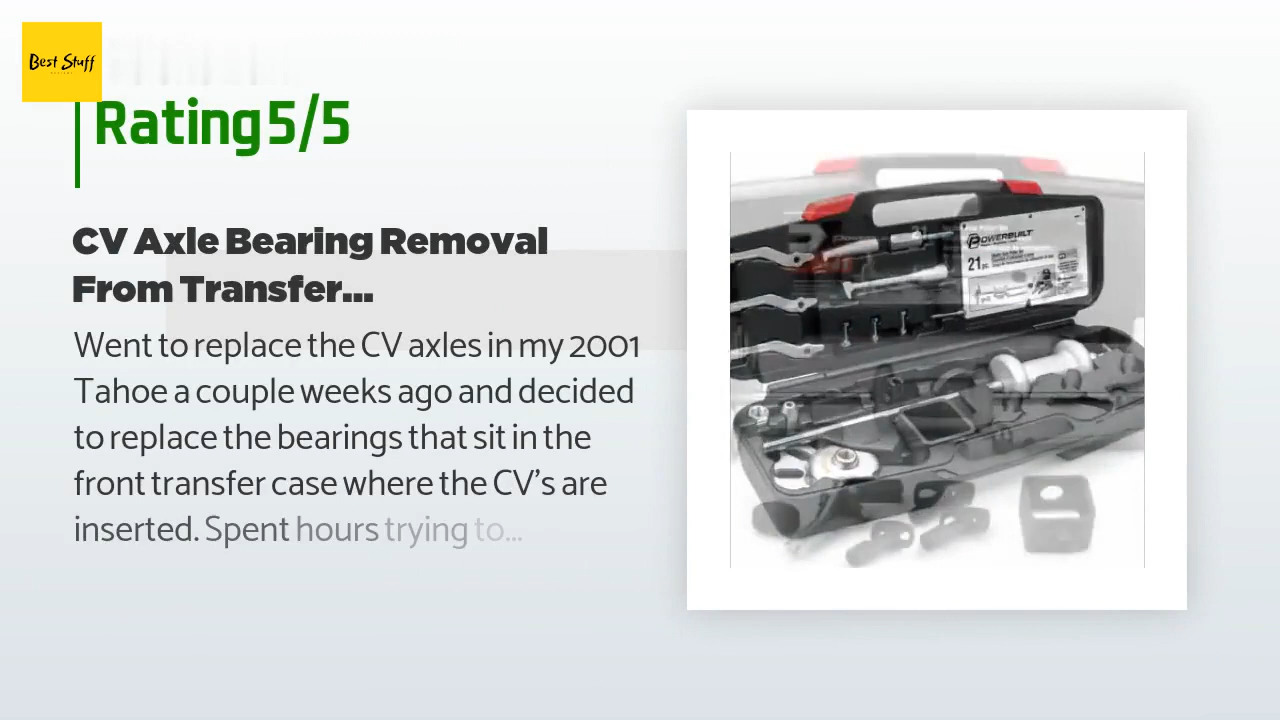 Best Stuff
Rating 5/5
CV Axle Bearing Removal
From Transfer...
Went to replace the CV axles in my 2001
Tahoe a couple weeks ago and decided
to replace the bearings that sit in the
front transfer case where the CV's are
inserted. Spent hours trying to...
POWERBUILT
21 pc.